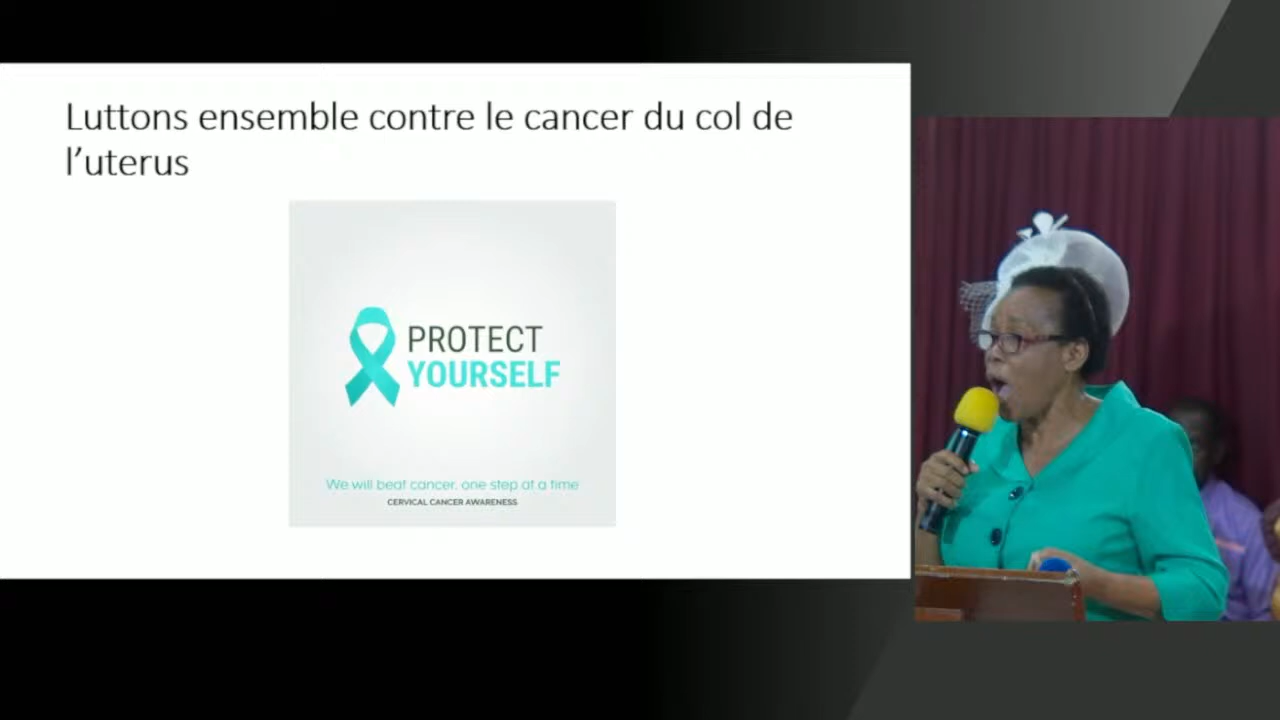 Luttons ensemble contre le cancer du col de
l’uterus
PROTECT
YOURSELF
We will beat cancer, one step at a time
CERVICAL CANCER AWARENESS